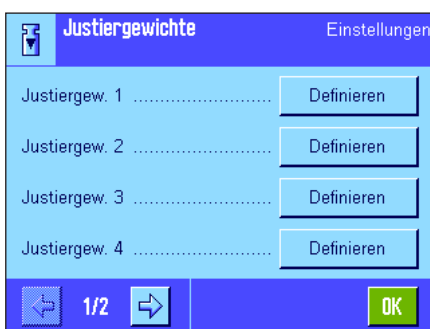 Justiergewichte Einstellungen
Justiergew. 1 ........................ Definieren
Justiergew. 2 ........................ Definieren
Justiergew. 3 ........................ Definieren
Justiergew. 4 ........................ Definieren
1/2 OK